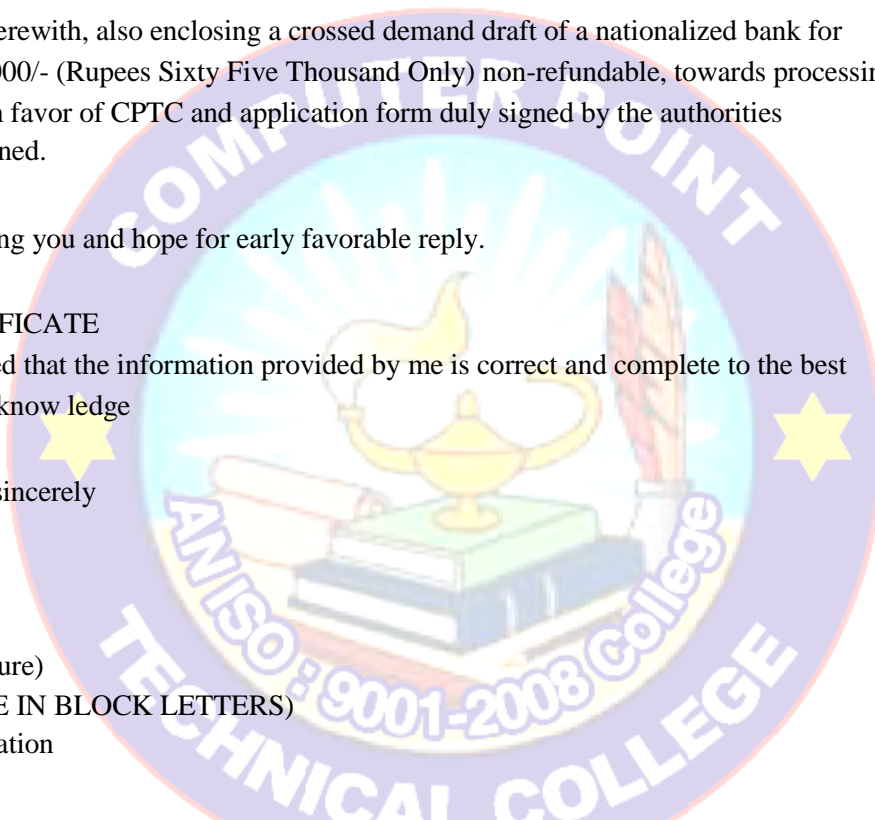 erewith, also enclosing a crossed demand draft of a nationalized bank for
000/- (Rupees Sixty Five Thousand Only) non-refundable, towards processin
n favor of CPTC and application form duly signed by the authorities
ned.
ng you and hope for early favorable reply.
FICATE
ed that the information provided by me is correct and complete to the best
know ledge
sincerely
ure)
E IN BLOCK LETTERS)
ation
COMPUTER POINT
TECHNICAL COLLEGE
AN ISO : 9001-2008 College